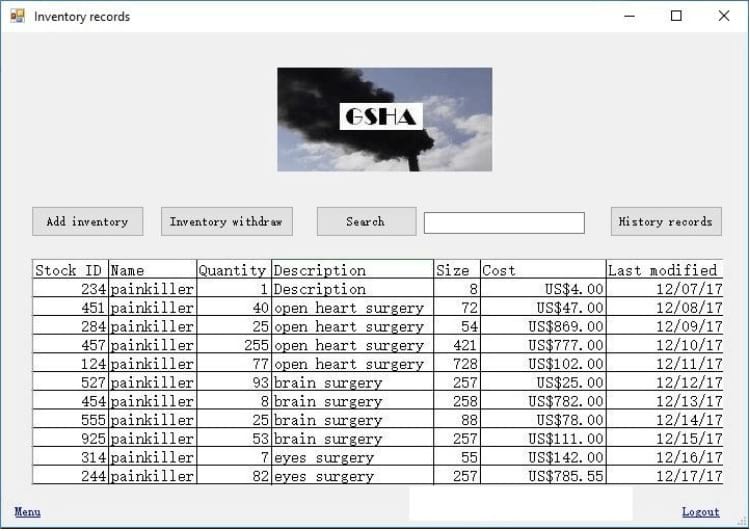 Inventory records
GSHA
Add inventory Inventory withdraw Search History records
Stock ID Name Quantity Description Size Cost Last modified
234 painkiller 1 Description 8 US$4.00 12/07/17
451 painkiller 40 open heart surgery 72 US$47.00 12/08/17
284 painkiller 25 open heart surgery 54 US$869.00 12/09/17
457 painkiller 255 open heart surgery 421 US$777.00 12/10/17
124 painkiller 77 open heart surgery 728 US$102.00 12/11/17
527 painkiller 93 brain surgery 257 US$25.00 12/12/17
454 painkiller 8 brain surgery 258 US$782.00 12/13/17
555 painkiller 25 brain surgery 88 US$78.00 12/14/17
925 painkiller 53 brain surgery 257 US$111.00 12/15/17
314 painkiller 7 eyes surgery 55 US$142.00 12/16/17
244 painkiller 82 eyes surgery 257 US$785.55 12/17/17
Menu Logout